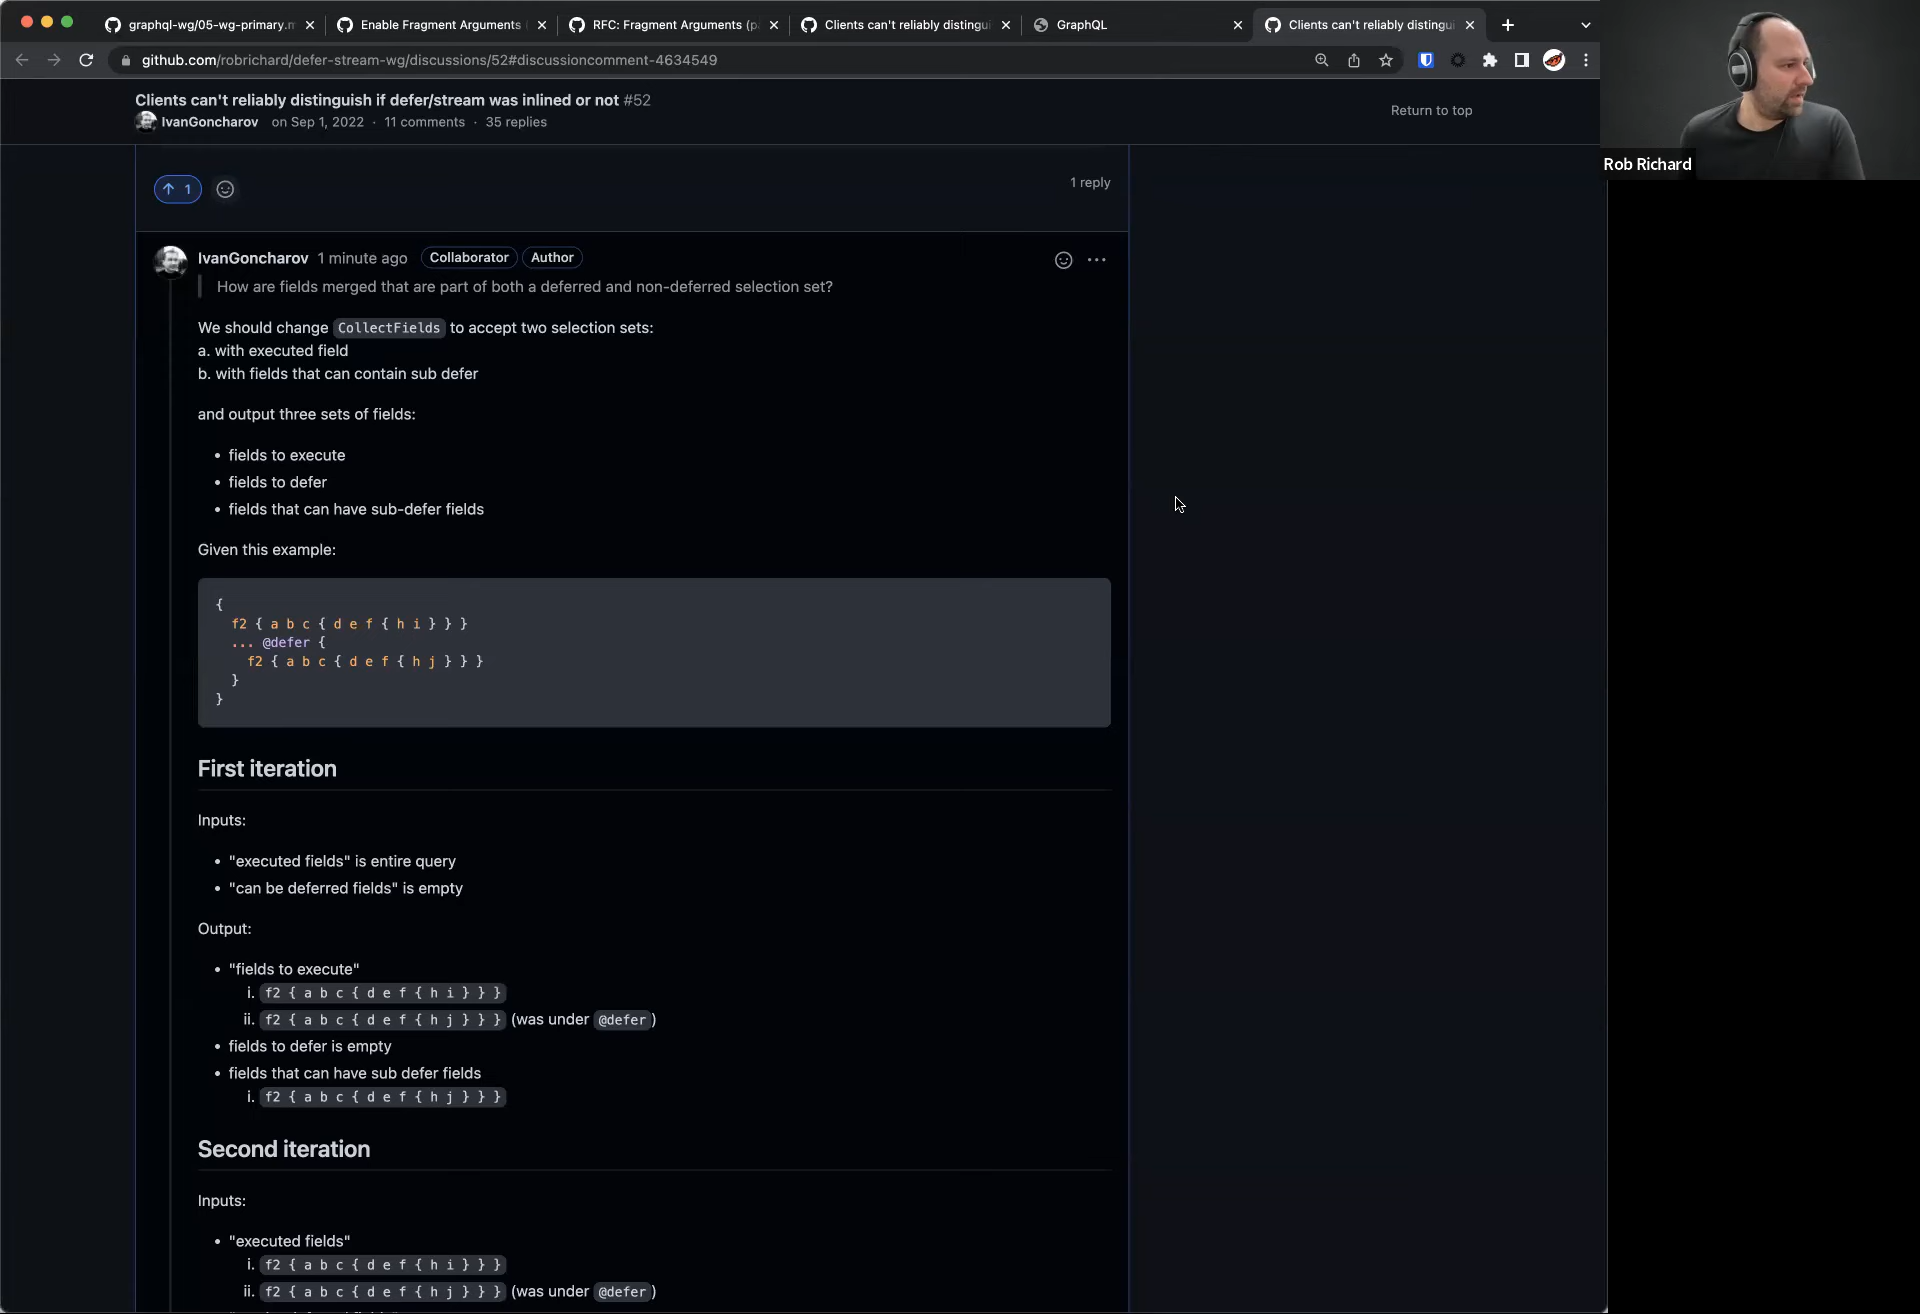 graphql-wg/05-wg-primary.m
Enable Fragment Arguments
RFC: Fragment Arguments (p
Clients can't reliably distingui
GraphQL
Clients can't reliably distingui
github.com/robrichard/defer-stream-wg/discussions/52#discussioncomment-4634549
Clients can't reliably distinguish if defer/stream was inlined or not #52
IvanGoncharov on Sep 1, 2022 · 11 comments · 35 replies
Return to top
Rob Richard
1
1 reply
IvanGoncharov 1 minute ago Collaborator Author
How are fields merged that are part of both a deferred and non-deferred selection set?
We should change CollectFields to accept two selection sets:
a. with executed field
b. with fields that can contain sub defer
and output three sets of fields:
• fields to execute
• fields to defer
• fields that can have sub-defer fields
Given this example:
{
f2 { a b c { d e f { h i } } }
... @defer {
f2 { a b c { d e f { h j } } }
}
}
First iteration
Inputs:
• "executed fields" is entire query
• "can be deferred fields" is empty
Output:
• "fields to execute"
i. f2 { a b c { d e f { h i } } }
ii. f2 { a b c { d e f { h j } } } (was under @defer)
• fields to defer is empty
• fields that can have sub defer fields
i. f2 { a b c { d e f { h j } } }
Second iteration
Inputs:
• "executed fields"
i. f2 { a b c { d e f { h i } } }
ii. f2 { a b c { d e f { h j } } } (was under @defer)